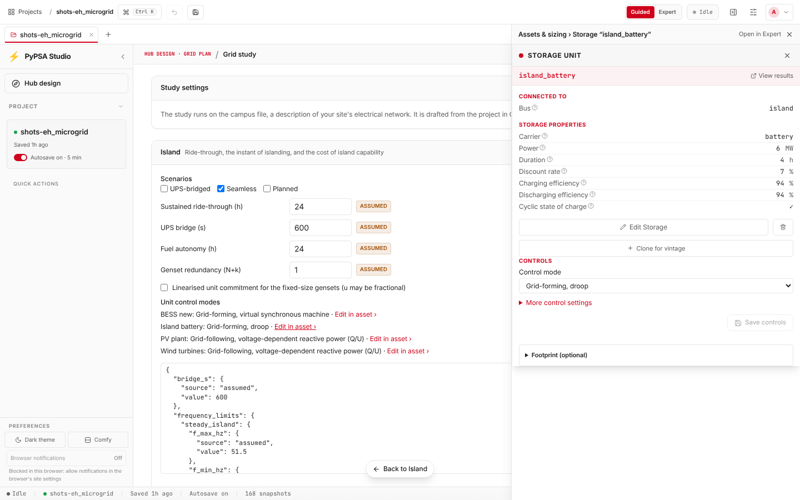 Projects / shots-eh_microgrid Ctrl K Guided Expert Idle A
shots-eh_microgrid
PyPSA Studio
Hub design
PROJECT
shots-eh_microgrid
Saved 1h ago
Autosave on · 5 min
QUICK ACTIONS
PREFERENCES
Dark theme Comfy
Browser notifications Off
Blocked in this browser: allow notifications in the
browser's site settings
HUB DESIGN · GRID PLAN / Grid study
Study settings
The study runs on the campus file, a description of your site's electrical network. It is drafted from the project in
Island Ride-through, the instant of islanding, and the cost of island capability
Scenarios
UPS-bridged Seamless Planned
Sustained ride-through (h) 24 ASSUMED
UPS bridge (s) 600 ASSUMED
Fuel autonomy (h) 24 ASSUMED
Genset redundancy (N+k) 1 ASSUMED
Linearised unit commitment for the fixed-size gensets (u may be fractional)
Unit control modes
BESS new: Grid-forming, virtual synchronous machine · Edit in asset ›
Island battery: Grid-forming, droop · Edit in asset ›
PV plant: Grid-following, voltage-dependent reactive power (Q/U) · Edit in asset ›
Wind turbines: Grid-following, voltage-dependent reactive power (Q/U) · Edit in asset ›
{
"bridge_s": {
"source": "assumed",
"value": 600
},
"frequency_limits": {
"steady_island": {
"f_max_hz": {
"source": "assumed",
"value": 51.5
},
"f_min_hz": {
Back to Island
Assets & sizing › Storage "island_battery" Open in Expert
STORAGE UNIT
island_battery View results
CONNECTED TO
Bus island
STORAGE PROPERTIES
Carrier battery
Power 6 MW
Duration 4 h
Discount rate 7 %
Charging efficiency 94 %
Discharging efficiency 94 %
Cyclic state of charge ✓
Edit Storage
+ Clone for vintage
CONTROLS
Control mode
Grid-forming, droop
More control settings
Save controls
Footprint (optional)
Idle shots-eh_microgrid Saved 1h ago Autosave on 168 snapshots